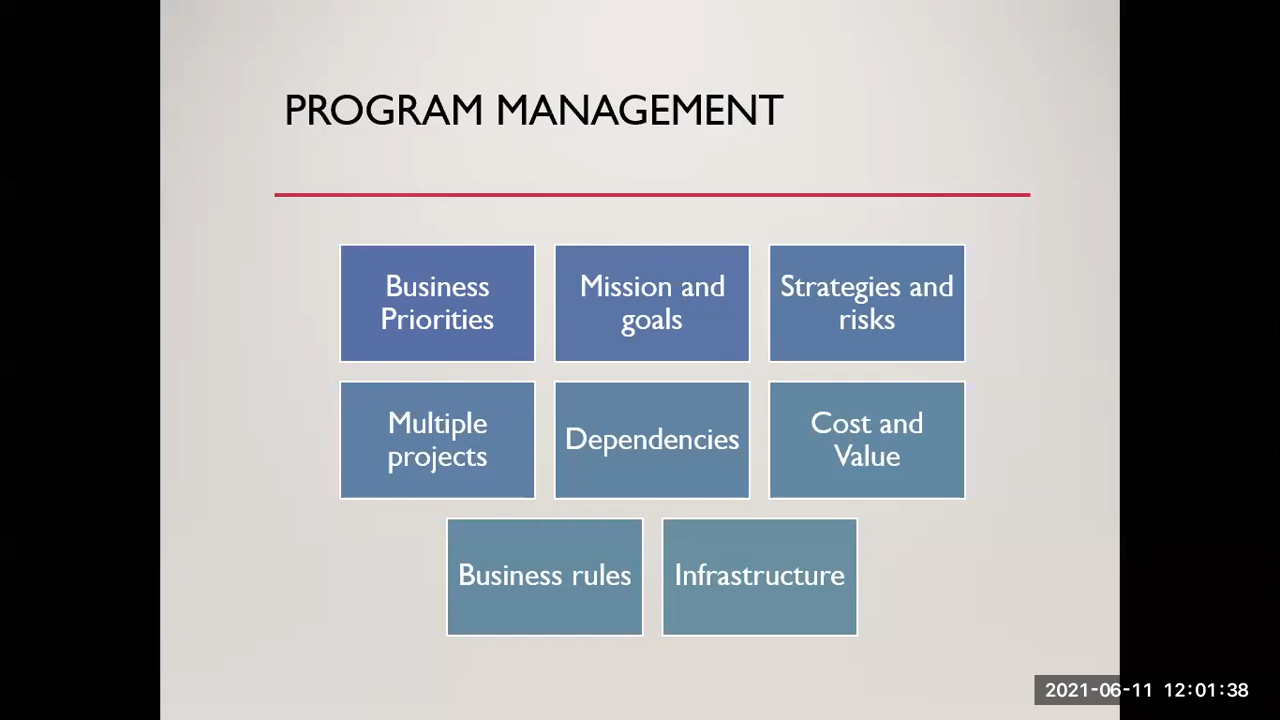 PROGRAM MANAGEMENT
Business
Priorities
Mission and
goals
Strategies and
risks
Multiple
projects
Dependencies
Cost and
Value
Business rules
Infrastructure
2021-06-11 12:01:38